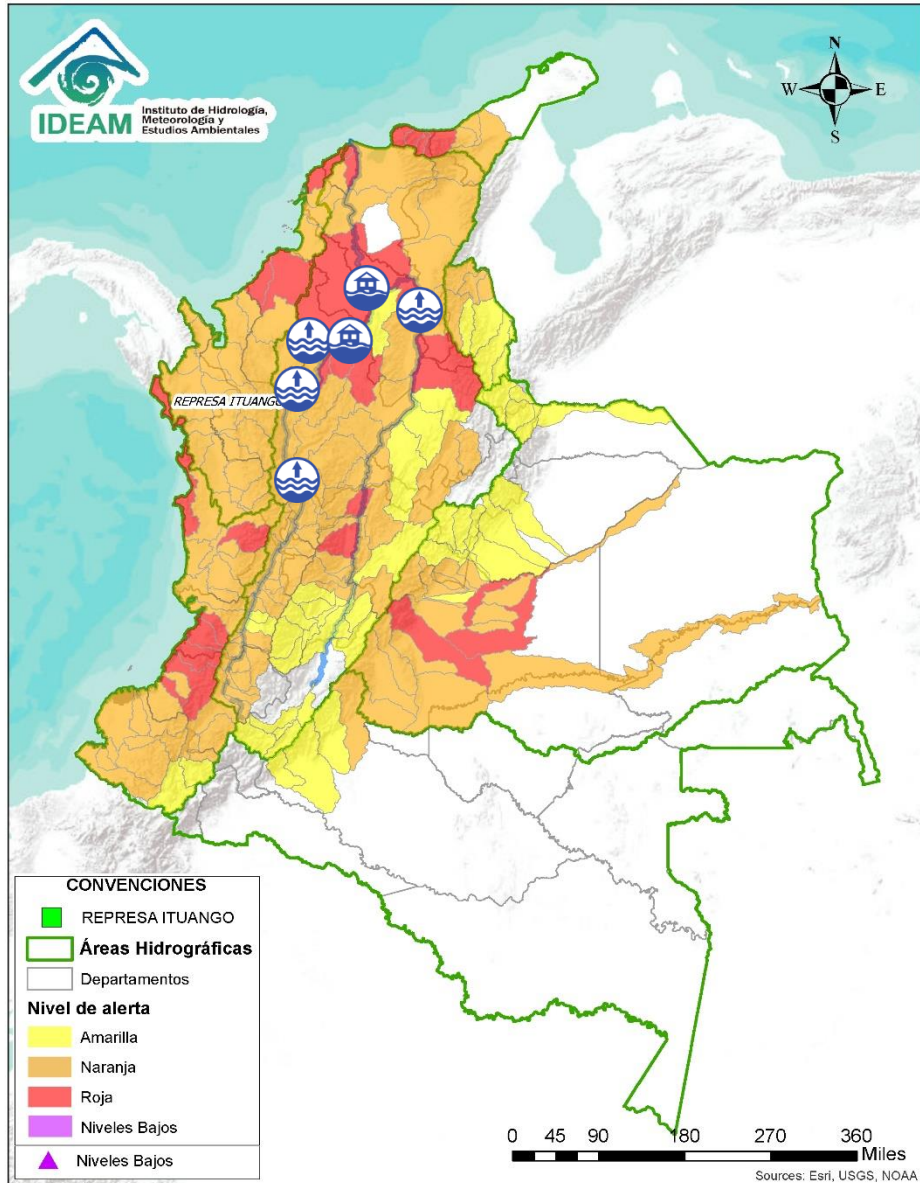 IDEAM
Instituto de Hidrología,
Meteorología y
Estudios Ambientales
N
W
E
S
REPRESA ITUANGO
CONVENCIONES
REPRESA ITUANGO
Áreas Hidrográficas
Departamentos
Nivel de alerta
Amarilla
Naranja
Roja
Niveles Bajos
Niveles Bajos
0 45 90 180 270 360
Miles
Sources: Esri, USGS, NOAA